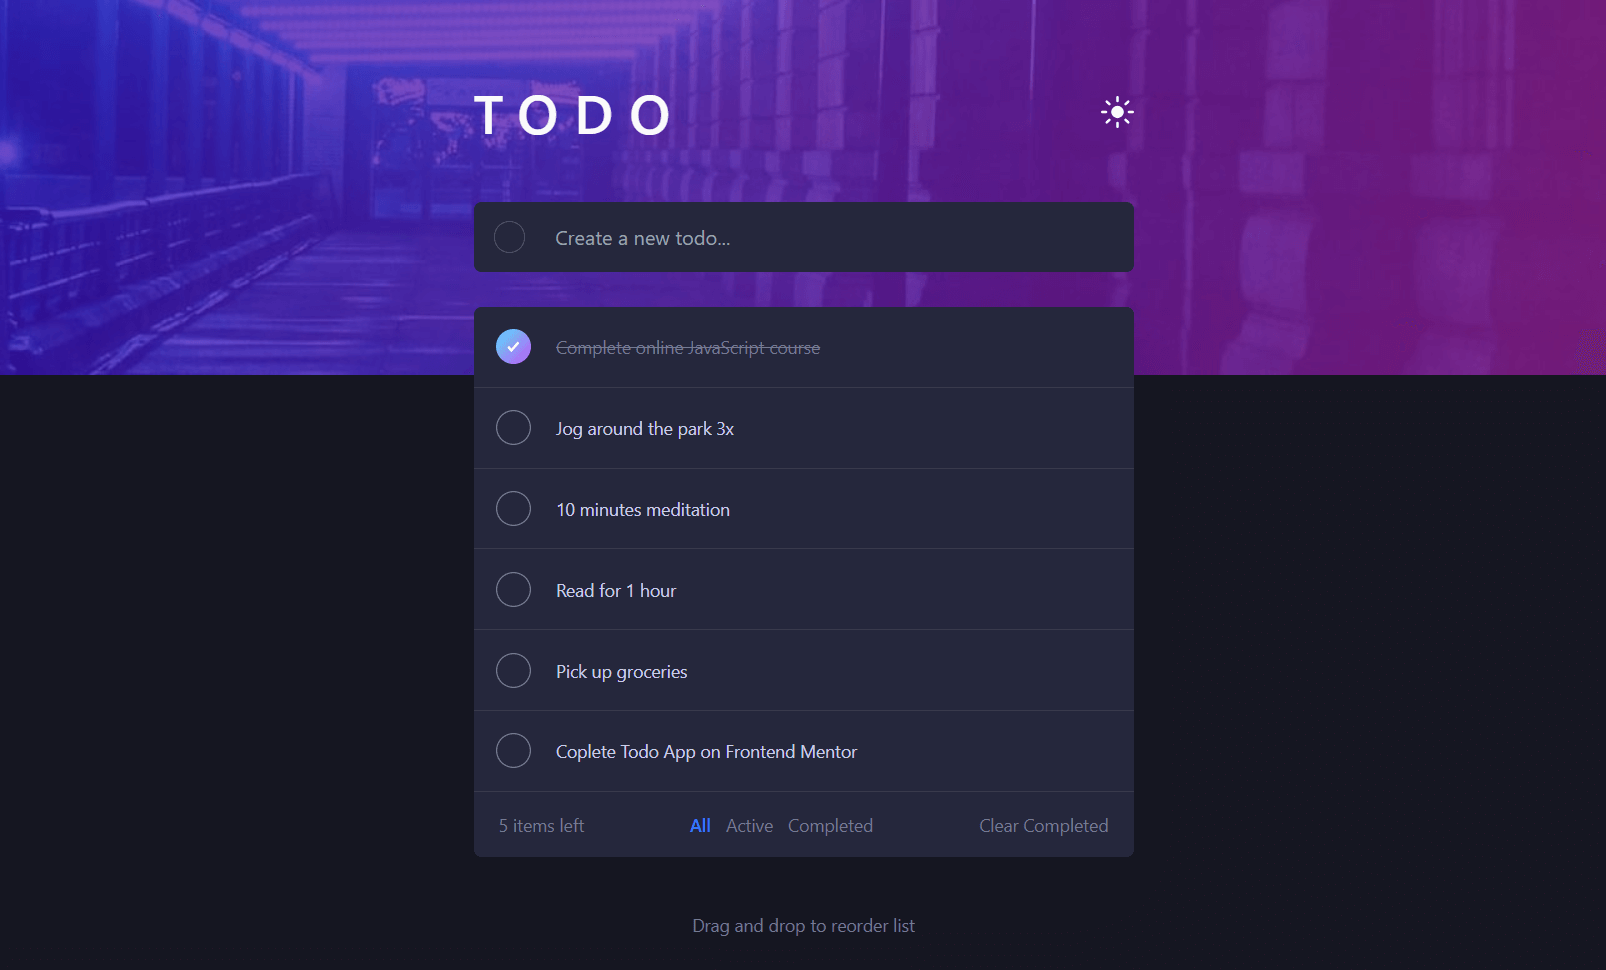 TODO
Create a new todo...
Complete online JavaScript course
Jog around the park 3x
10 minutes meditation
Read for 1 hour
Pick up groceries
Coplete Todo App on Frontend Mentor
5 items left All Active Completed Clear Completed
Drag and drop to reorder list